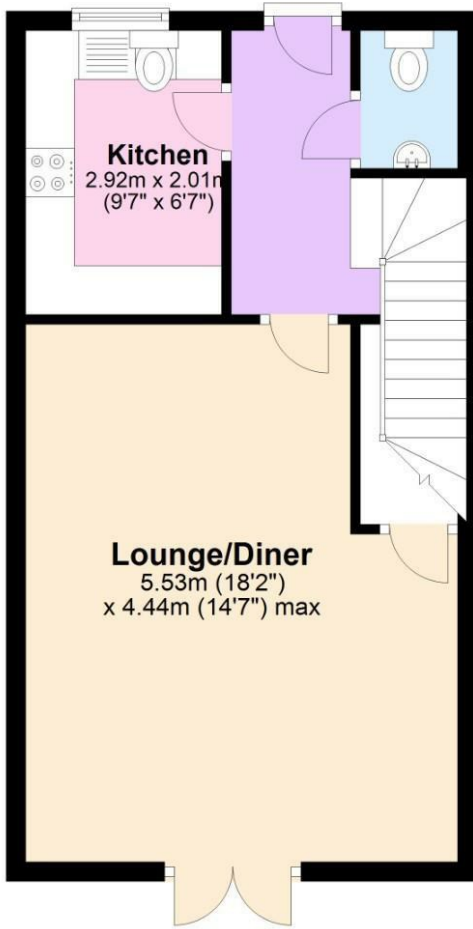 Kitchen
2.92m x 2.01m
(9'7" x 6'7")
Lounge/Diner
5.53m (18'2")
x 4.44m (14'7") max